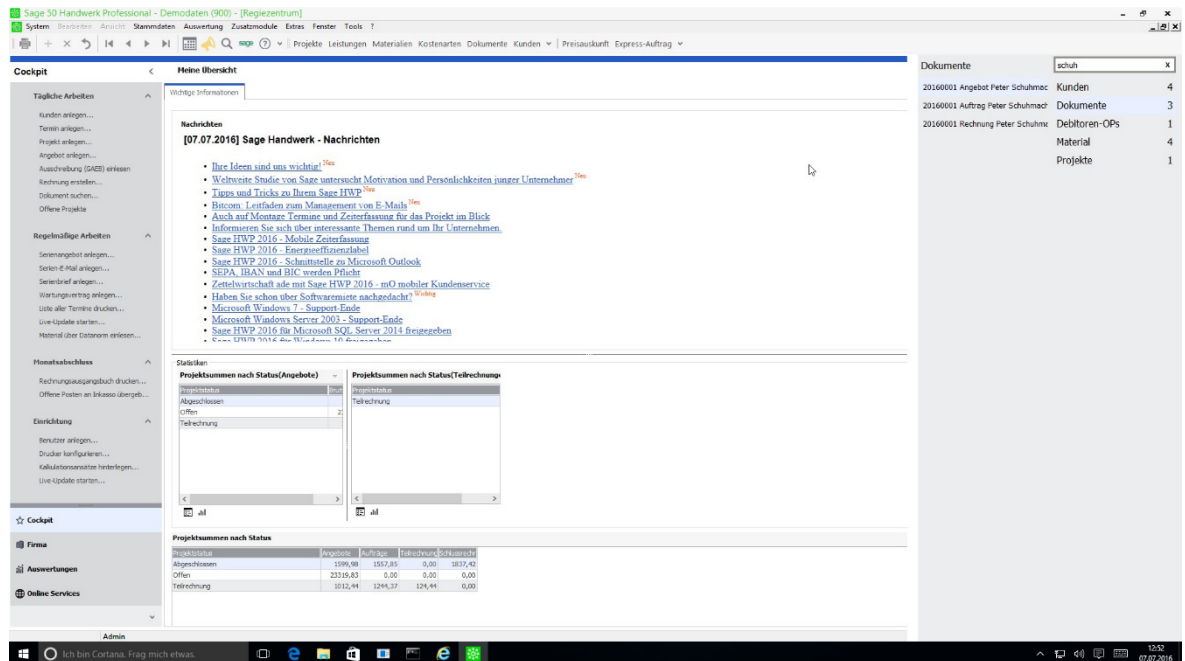 Sage 50 Handwerk Professional - Demodaten (900) - [Regiezentrum]
System Bearbeiten Ansicht Stammdaten Auswertung Zusatzmodule Extras Fenster Tools ?
sage Projekte Leistungen Materialien Kostenarten Dokumente Kunden Preisauskunft Express-Auftrag
Cockpit
Tägliche Arbeiten
Kunden anlegen...
Termin anlegen...
Projekt anlegen...
Angebot anlegen...
Ausschreibung (GAEB) einlesen
Rechnung erstellen...
Dokument suchen...
Offene Projekte
Regelmäßige Arbeiten
Serienangebot anlegen...
Serien-E-Mail anlegen...
Serienbrief anlegen...
Wartungsvertrag anlegen...
Liste aller Termine drucken...
Live-Update starten...
Material über Datanorm einlesen...
Monatsabschluss
Rechnungsausgangsbuch drucken...
Offene Posten an Inkasso übergeb...
Einrichtung
Benutzer anlegen...
Drucker konfigurieren...
Kalkulationsansätze hinterlegen...
Live-Update starten...
Cockpit
Firma
Auswertungen
Online Services
Admin
Meine Übersicht
Wichtige Informationen
Nachrichten
[07.07.2016] Sage Handwerk - Nachrichten
• Ihre Ideen sind uns wichtig! Neu
• Weltweite Studie von Sage untersucht Motivation und Persönlichkeiten junger Unternehmer Neu
• Tipps und Tricks zu Ihrem Sage HWP Neu
• Bitcom: Leitfaden zum Management von E-Mails Neu
• Auch auf Montage Termine und Zeiterfassung für das Projekt im Blick
• Informieren Sie sich über interessante Themen rund um Ihr Unternehmen.
• Sage HWP 2016 - Mobile Zeiterfassung
• Sage HWP 2016 - Energieeffizienzlabel
• Sage HWP 2016 - Schnittstelle zu Microsoft Outlook
• SEPA, IBAN und BIC werden Pflicht
• Zettelwirtschaft ade mit Sage HWP 2016 - mO mobiler Kundenservice
• Haben Sie schon über Softwaremiete nachgedacht? Wichtig
• Microsoft Windows 7 - Support-Ende
• Microsoft Windows Server 2003 - Support-Ende
• Sage HWP 2016 für Microsoft SQL Server 2014 freigegeben
• Sage HWP 2016 für Windows 10 freigegeben
Statistiken
Projektsummen nach Status(Angebote)
Projektstatus Brut
Abgeschlossen
Offen 2
Teilrechnung
Projektsummen nach Status(Teilrechnunge
Projektstatus
Teilrechnung
Projektsummen nach Status
Projektstatus Angebote Aufträge Teilrechnung Schlussrechr
Abgeschlossen 1599,98 1557,85 0,00 1837,42
Offen 23319,83 0,00 0,00 0,00
Teilrechnung 1012,44 1244,37 124,44 0,00
Dokumente schuh x
20160001 Angebot Peter Schuhmac
20160001 Auftrag Peter Schuhmach
20160001 Rechnung Peter Schuhma
Kunden 4
Dokumente 3
Debitoren-OPs 1
Material 4
Projekte 1
Ich bin Cortana. Frag mich etwas.
12:52
07.07.2016